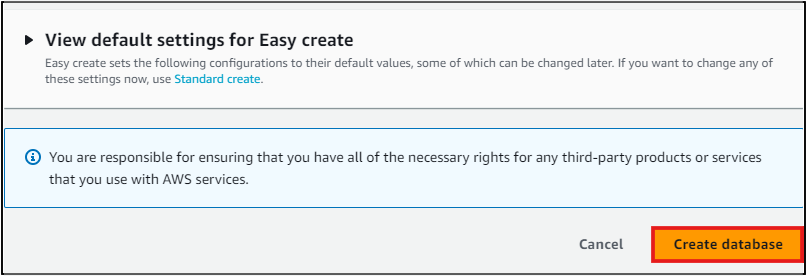 View default settings for Easy create
Easy create sets the following configurations to their default values, some of which can be changed later. If you want to change any of
these settings now, use Standard create.
You are responsible for ensuring that you have all of the necessary rights for any third-party products or services
that you use with AWS services.
Cancel
Create database